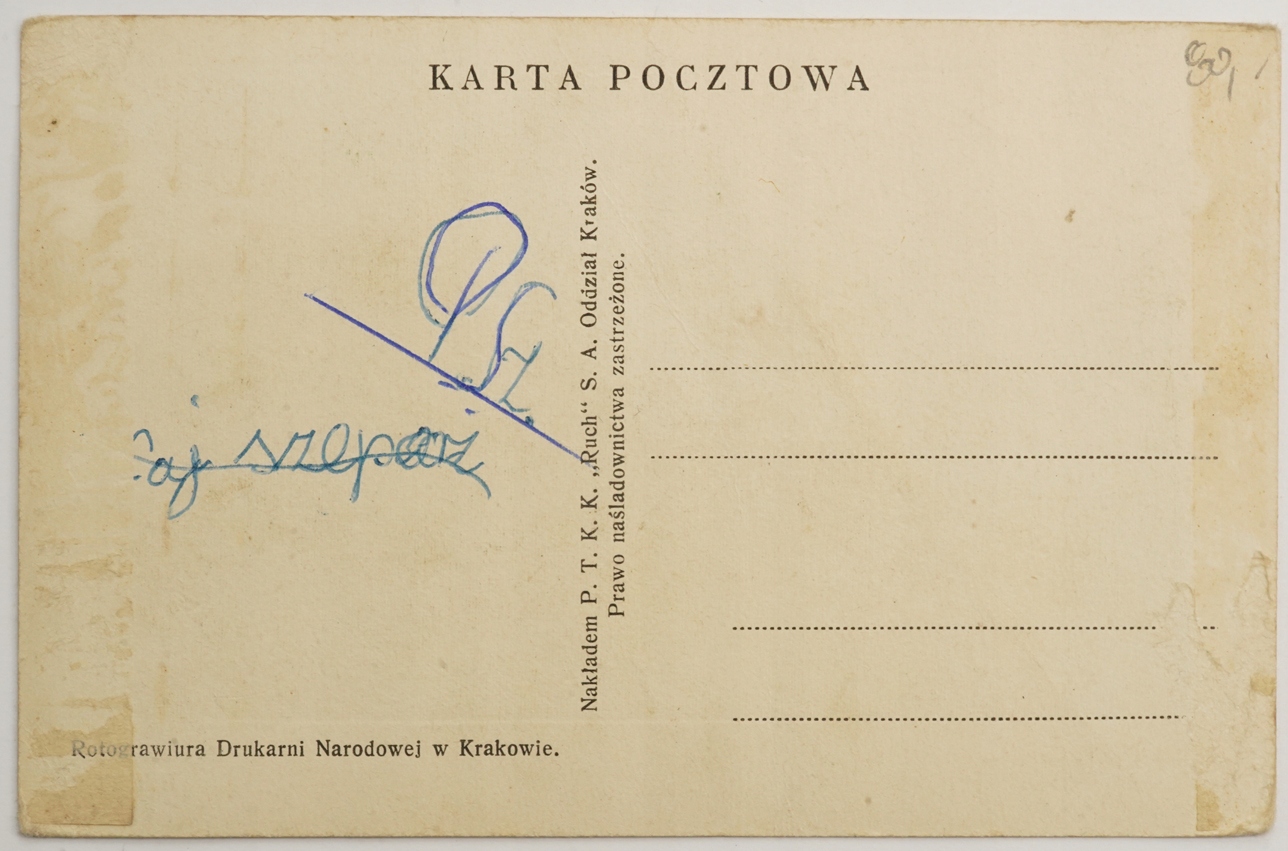 KARTA POCZTOWA
Nakładem P. T. K. K. „Ruch“ S. A. Oddział Kraków.
Prawo naśladownictwa zastrzeżone.
Rotograwiura Drukarni Narodowej w Krakowie.